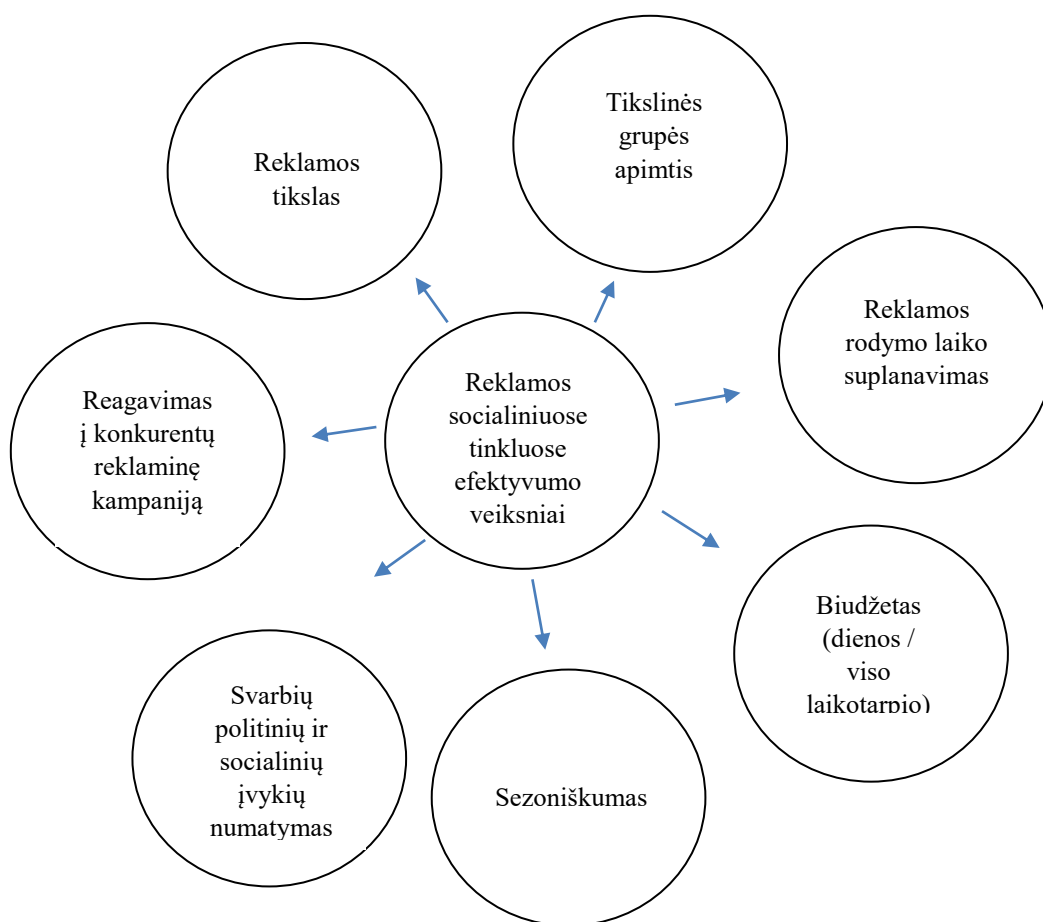 Reklamos
tikslas
Tikslinės
grupės
apimtis
Reklamos
rodymo laiko
suplanavimas
Reagavimas
į konkurentų
reklaminę
kampaniją
Reklamos
socialiniuose
tinkluose
efektyvumo
veiksniai
Biudžetas
(dienos /
viso
laikotarpio)
Svarbių
politinių ir
socialinių
įvykių
numatymas
Sezoniškumas